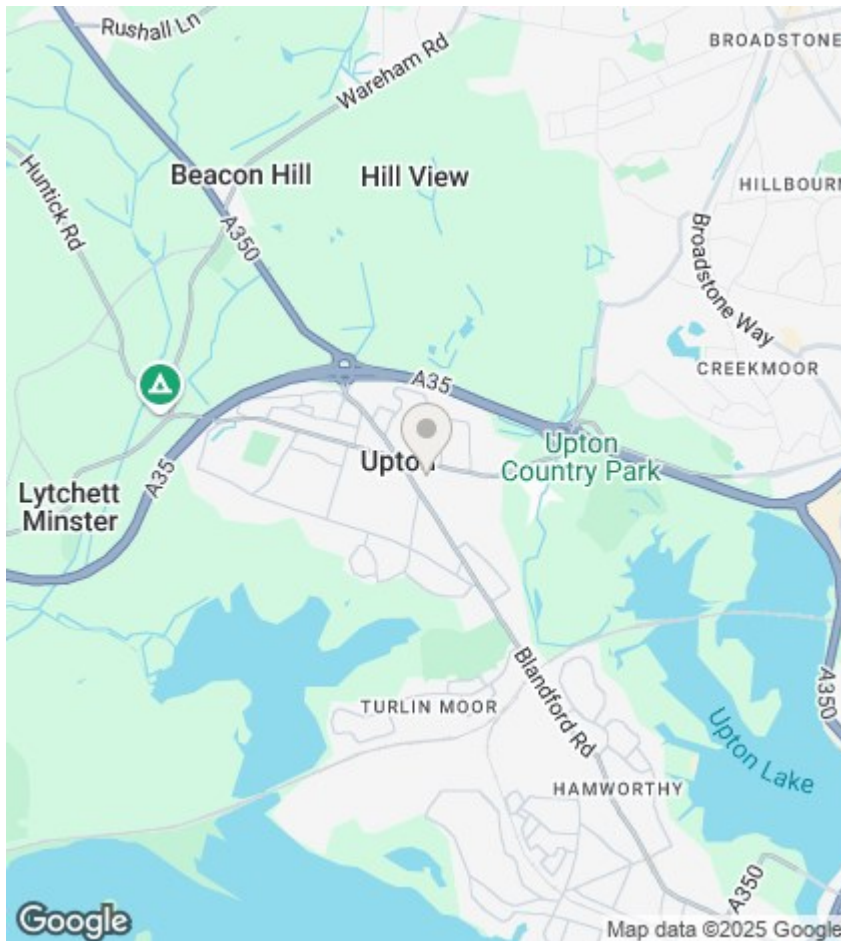 Rushall Ln
BROADSTONE
Wareham Rd
Beacon Hill
Hill View
HILLBOURN
Huntick Rd
A350
Broadstone Way
CREEKMOOR
A35
Upton
Upton
Country Park
A35
Lytchett
Minster
Blandford Rd
A350
TURLIN MOOR
Upton Lake
HAMWORTHY
A350
Google
Map data ©2025 Google